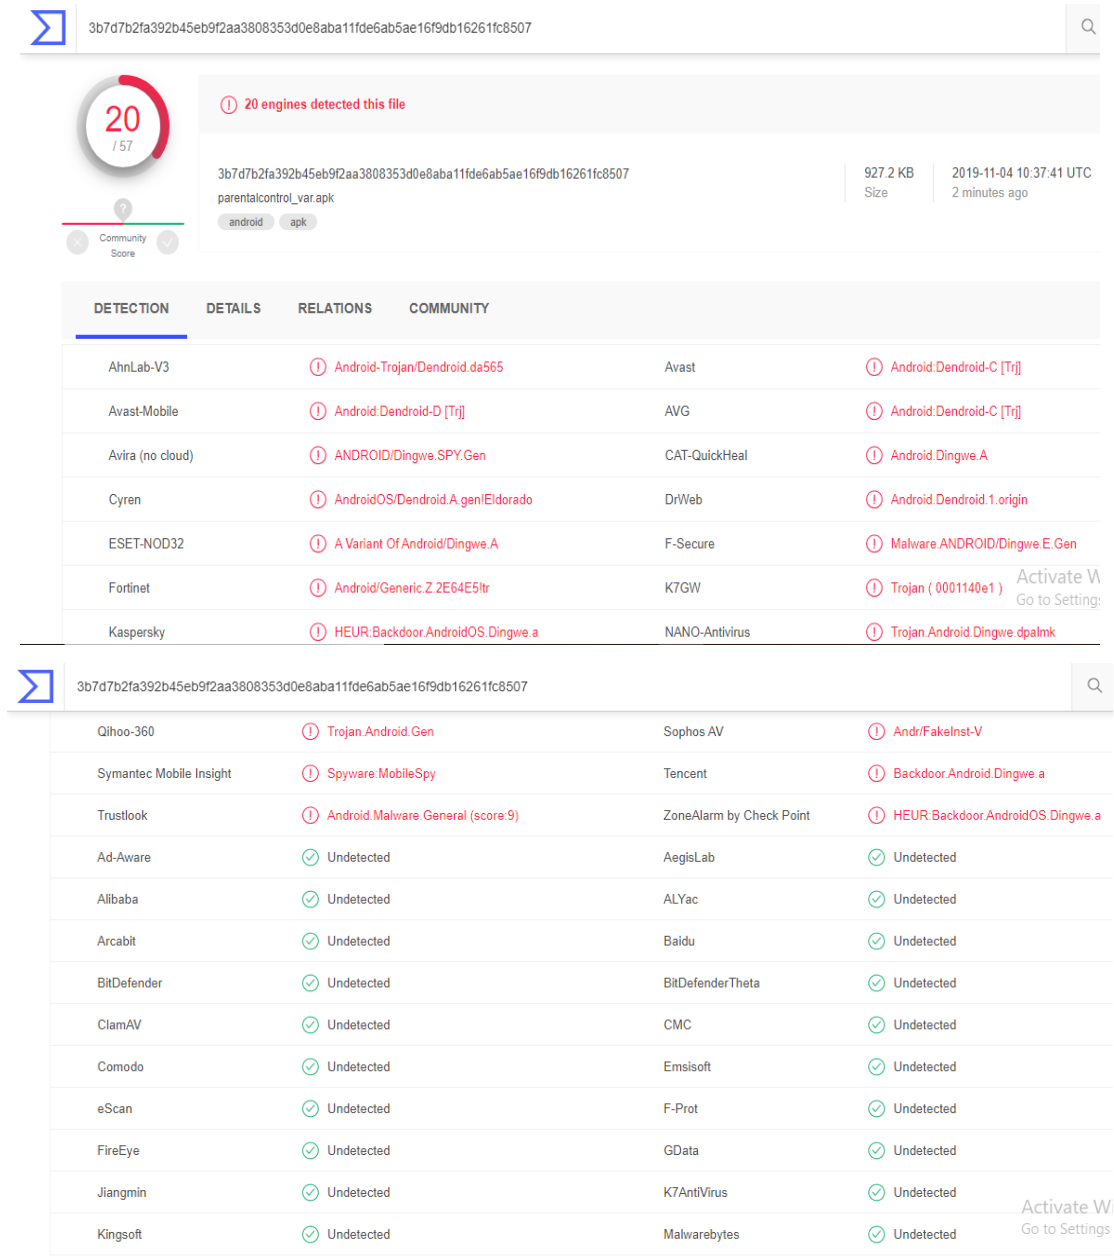 3b7d7b2fa392b45eb9f2aa3808353d0e8aba11fde6ab5ae16f9db16261fc8507
20
/ 57
20 engines detected this file
3b7d7b2fa392b45eb9f2aa3808353d0e8aba11fde6ab5ae16f9db16261fc8507
927.2 KB
2019-11-04 10:37:41 UTC
parentalcontrol_var.apk
Size
2 minutes ago
android apk
?
Community
Score
DETECTION DETAILS RELATIONS COMMUNITY
AhnLab-V3 Android-Trojan/Dendroid.da565 Avast Android:Dendroid-C [Trj]
Avast-Mobile Android:Dendroid-D [Trj] AVG Android:Dendroid-C [Trj]
Avira (no cloud) ANDROID/Dingwe.SPY.Gen CAT-QuickHeal Android.Dingwe.A
Cyren AndroidOS/Dendroid.A.gen!Eldorado DrWeb Android.Dendroid.1.origin
ESET-NOD32 A Variant Of Android/Dingwe.A F-Secure Malware.ANDROID/Dingwe.E.Gen
Fortinet Android/Generic.Z.2E64E5!tr K7GW Trojan ( 0001140e1 )
Activate W
Go to Settings
Kaspersky HEUR:Backdoor.AndroidOS.Dingwe.a NANO-Antivirus Trojan.Android.Dingwe.dpalmk
3b7d7b2fa392b45eb9f2aa3808353d0e8aba11fde6ab5ae16f9db16261fc8507
Qihoo-360 Trojan.Android.Gen Sophos AV Andr/FakeInst-V
Symantec Mobile Insight Spyware:MobileSpy Tencent Backdoor.Android.Dingwe.a
Trustlook Android.Malware.General (score:9) ZoneAlarm by Check Point HEUR:Backdoor.AndroidOS.Dingwe.a
Ad-Aware Undetected AegisLab Undetected
Alibaba Undetected ALYac Undetected
Arcabit Undetected Baidu Undetected
BitDefender Undetected BitDefenderTheta Undetected
ClamAV Undetected CMC Undetected
Comodo Undetected Emsisoft Undetected
eScan Undetected F-Prot Undetected
FireEye Undetected GData Undetected
Jiangmin Undetected K7AntiVirus Undetected
Activate Wi
Go to Settings
Kingsoft Undetected Malwarebytes Undetected